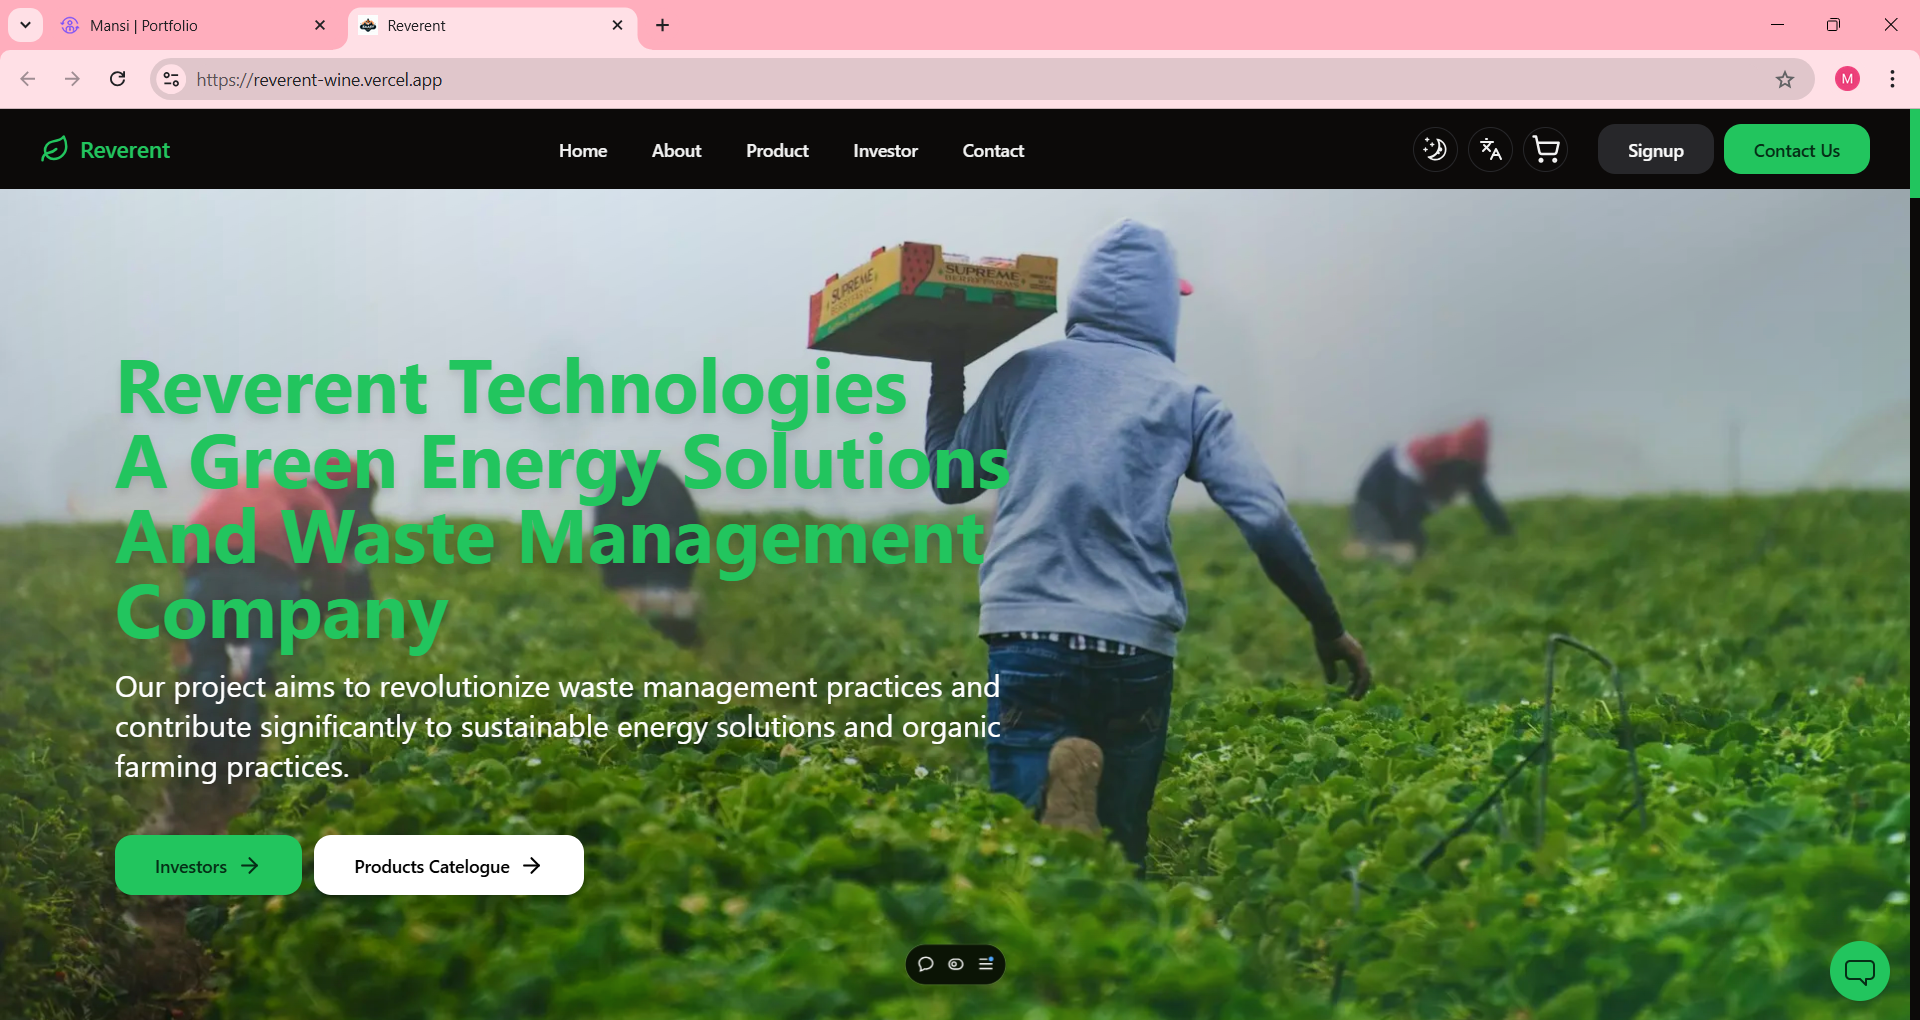 Mansi | Portfolio
Reverent
https://reverent-wine.vercel.app
M
Reverent
Home
About
Product
Investor
Contact
Signup
Contact Us
SUPREME
SUPREME
Reverent Technologies
A Green Energy Solutions
And Waste Management
Company
Our project aims to revolutionize waste management practices and
contribute significantly to sustainable energy solutions and organic
farming practices.
Investors
Products Catelogue